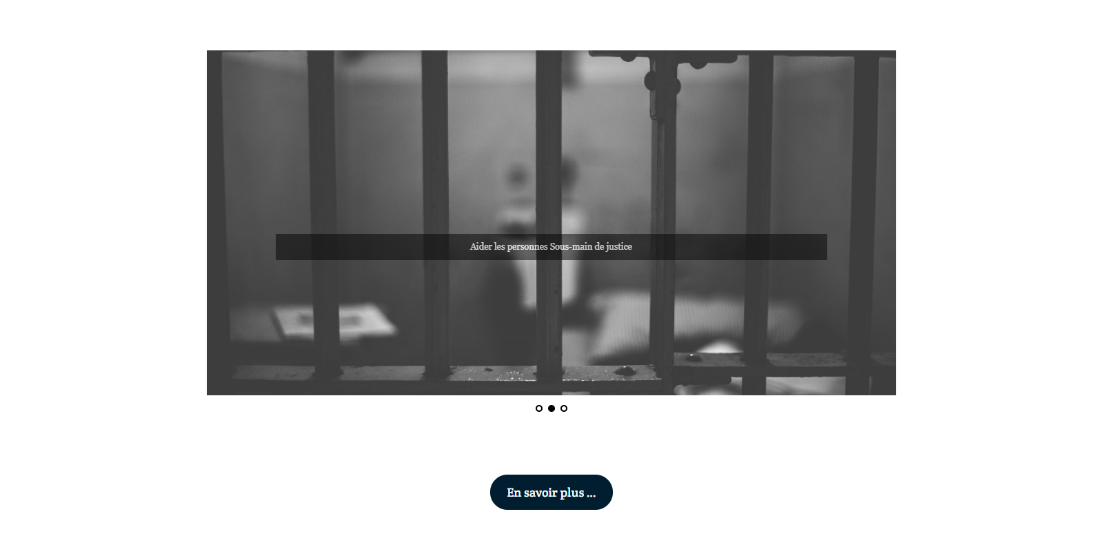 Aider les personnes Sous-main de justice
En savoir plus ...